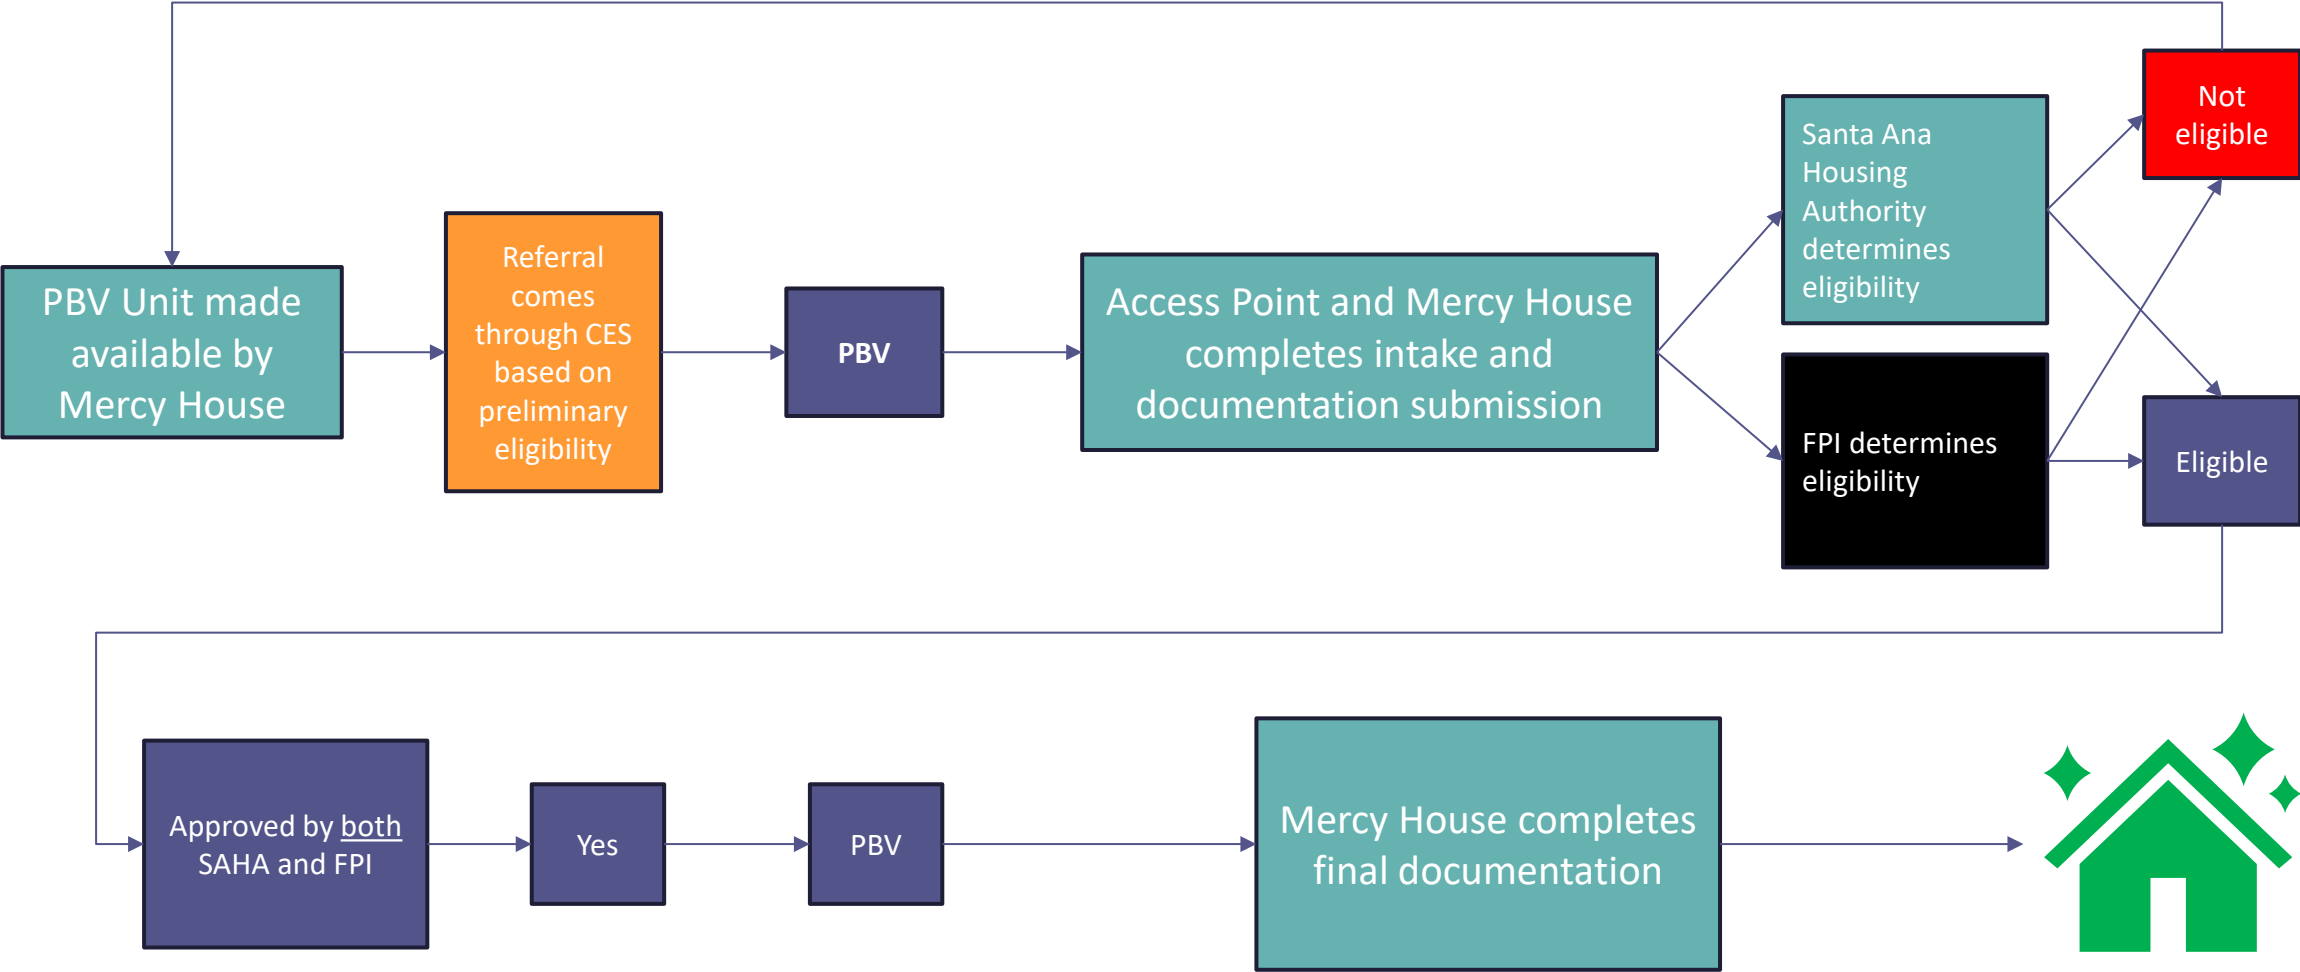 PBV Unit made
available by
Mercy House
Referral
comes
through CES
based on
preliminary
eligibility
PBV
Access Point and Mercy House
completes intake and
documentation submission
Santa Ana
Housing
Authority
determines
eligibility
FPI determines
eligibility
Not
eligible
Eligible
Approved by both
SAHA and FPI
Yes
PBV
Mercy House completes
final documentation